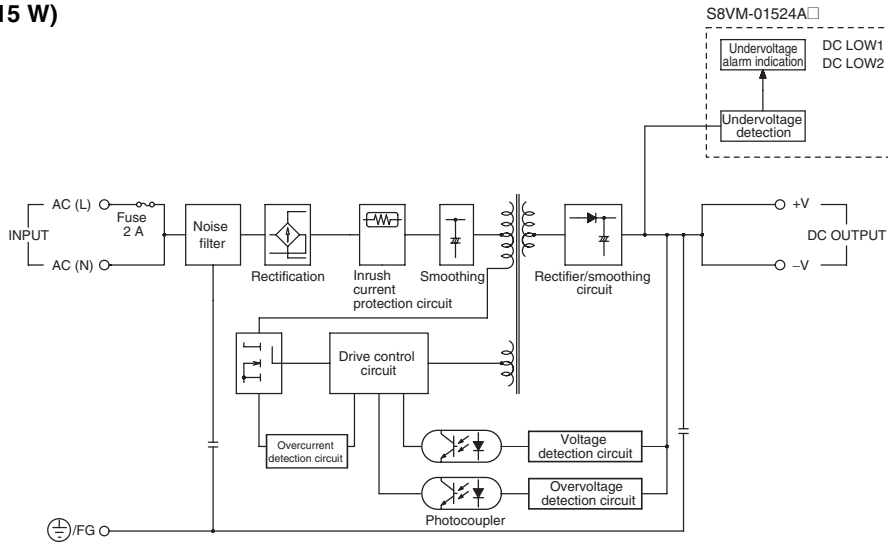 15 W)
S8VM-01524A□
Undervoltage
alarm indication
DC LOW1
DC LOW2
Undervoltage
detection
INPUT
AC (L)
Fuse
2 A
AC (N)
Noise
filter
Rectification
Inrush
current
protection circuit
Smoothing
Rectifier/smoothing
circuit
+V
DC OUTPUT
−V
Drive control
circuit
Overcurrent
detection circuit
Voltage
detection circuit
Overvoltage
detection circuit
Photocoupler
/FG